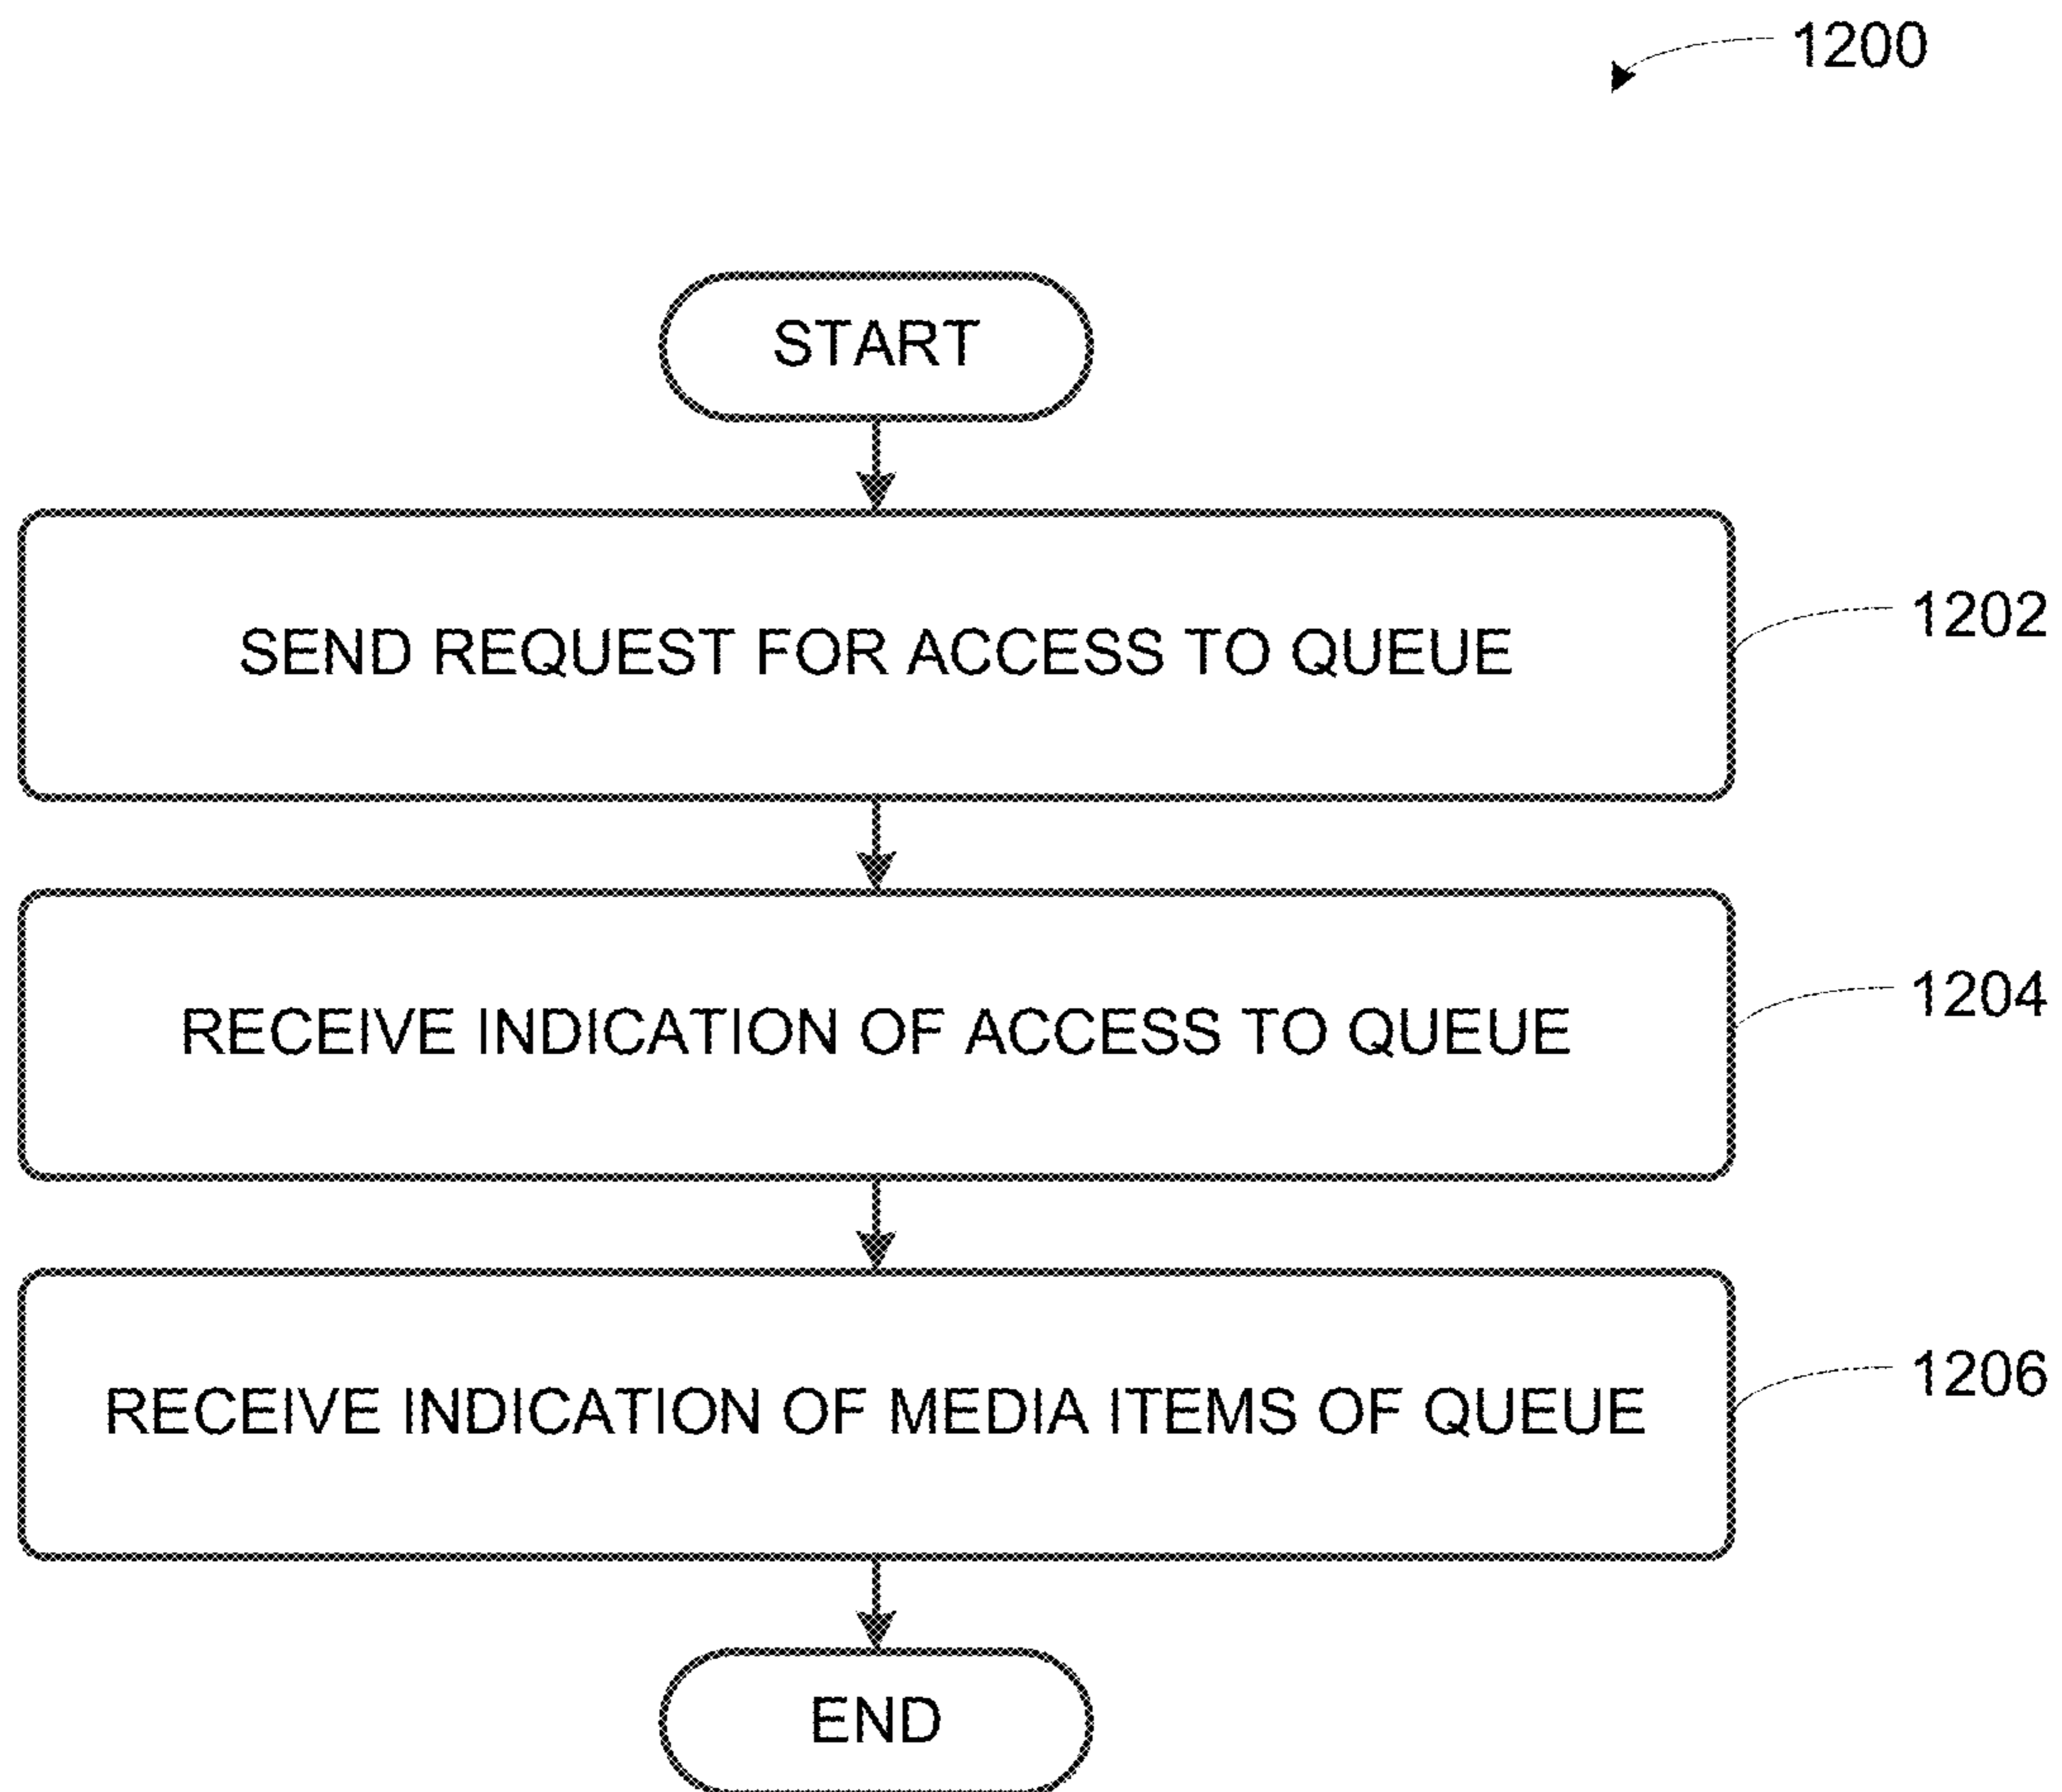 1200
START
SEND REQUEST FOR ACCESS TO QUEUE
1202
RECEIVE INDICATION OF ACCESS TO QUEUE
1204
RECEIVE INDICATION OF MEDIA ITEMS OF QUEUE
1206
END